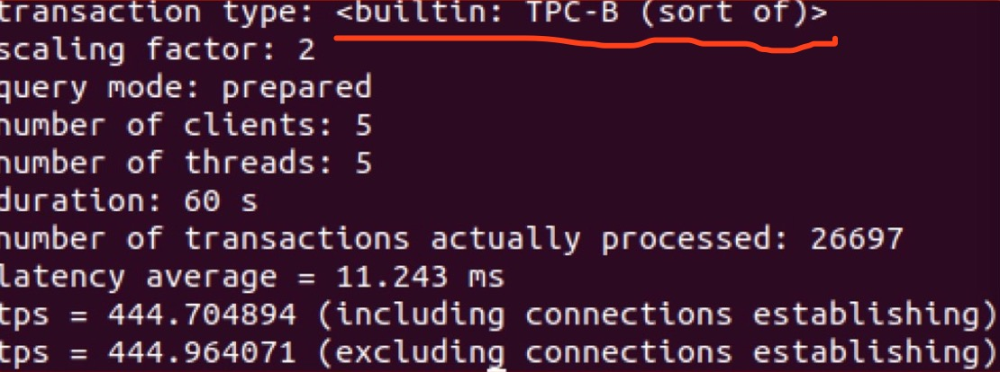 transaction type: <builtin: TPC-B (sort of)>
scaling factor: 2
query mode: prepared
number of clients: 5
number of threads: 5
duration: 60 s
number of transactions actually processed: 26697
latency average = 11.243 ms
tps = 444.704894 (including connections establishing)
tps = 444.964071 (excluding connections establishing)